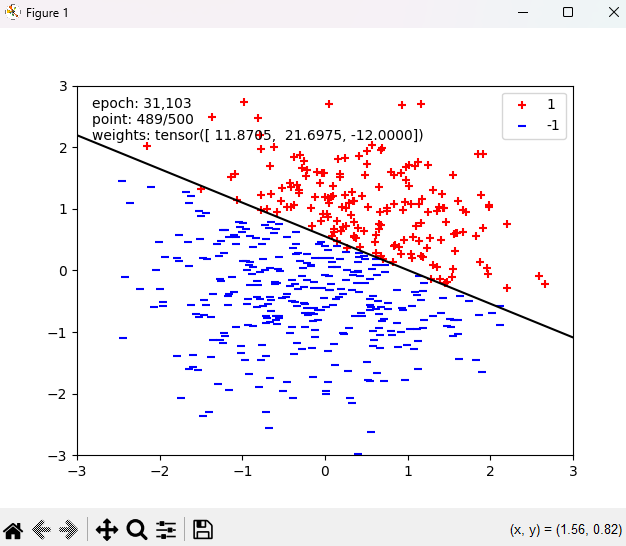 Figure 1
epoch: 31,103
point: 489/500
weights: tensor([ 11.8705, 21.6975, -12.0000])
1
-1
3
2
1
0
−1
−2
−3
−3 −2 −1 0 1 2 3
(x, y) = (1.56, 0.82)